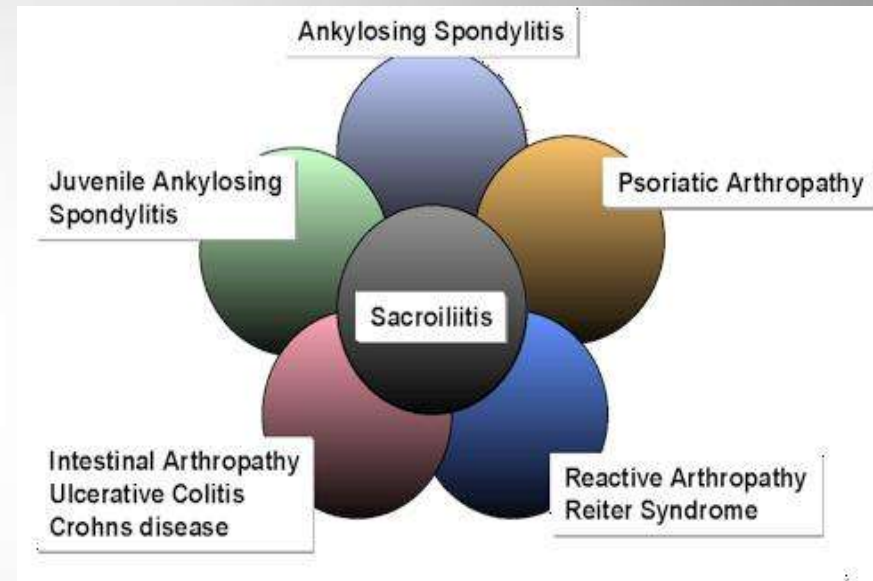 Ankylosing Spondylitis
Juvenile Ankylosing
Spondylitis
Psoriatic Arthropathy
Sacroiliitis
Intestinal Arthropathy
Ulcerative Colitis
Crohns disease
Reactive Arthropathy
Reiter Syndrome